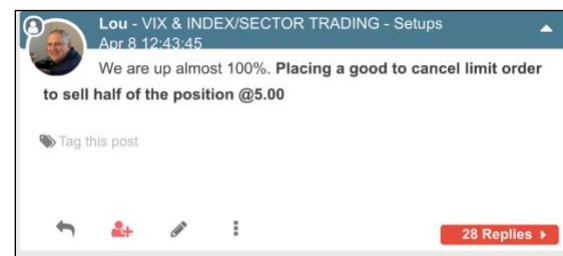 Lou - VIX & INDEX/SECTOR TRADING - Setups
Apr 8 12:43:45
We are up almost 100%. Placing a good to cancel limit order
to sell half of the position @5.00
Tag this post
28 Replies